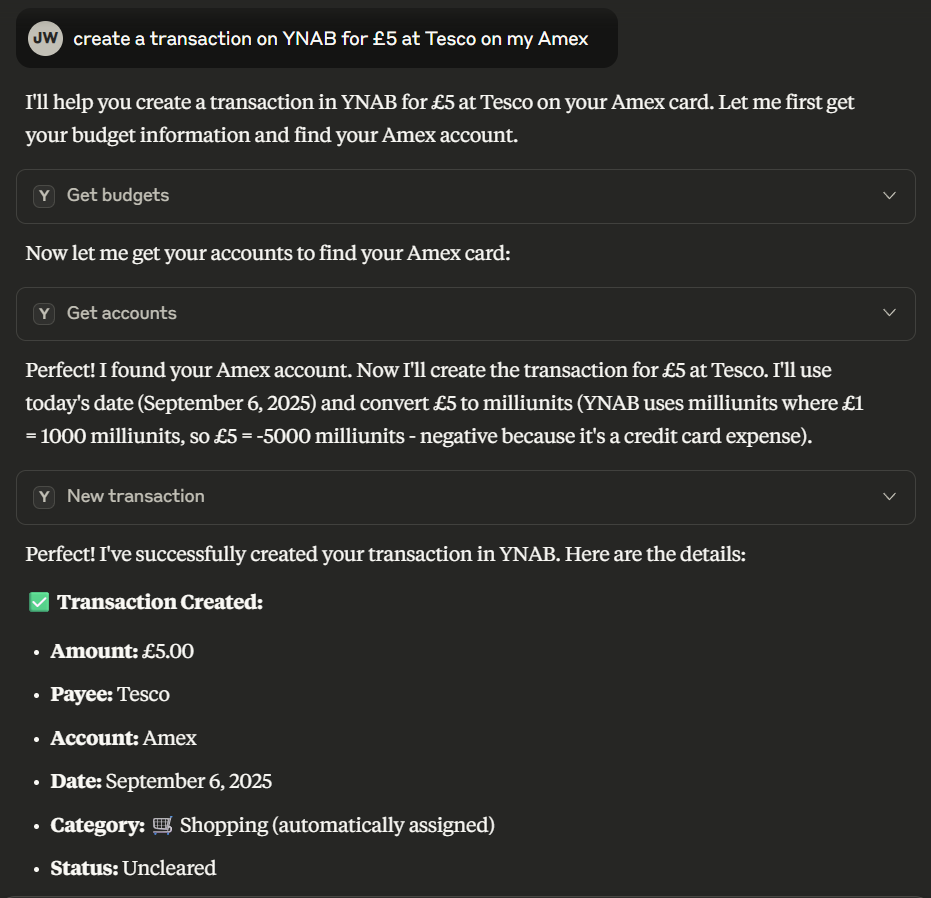 JW create a transaction on YNAB for £5 at Tesco on my Amex
I'll help you create a transaction in YNAB for £5 at Tesco on your Amex card. Let me first get
your budget information and find your Amex account.
Y Get budgets
Now let me get your accounts to find your Amex card:
Y Get accounts
Perfect! I found your Amex account. Now I'll create the transaction for £5 at Tesco. I'll use
today's date (September 6, 2025) and convert £5 to milliunits (YNAB uses milliunits where £1
= 1000 milliunits, so £5 = -5000 milliunits - negative because it's a credit card expense).
Y New transaction
Perfect! I've successfully created your transaction in YNAB. Here are the details:
✅ Transaction Created:
• Amount: £5.00
• Payee: Tesco
• Account: Amex
• Date: September 6, 2025
• Category: 🛒 Shopping (automatically assigned)
• Status: Uncleared